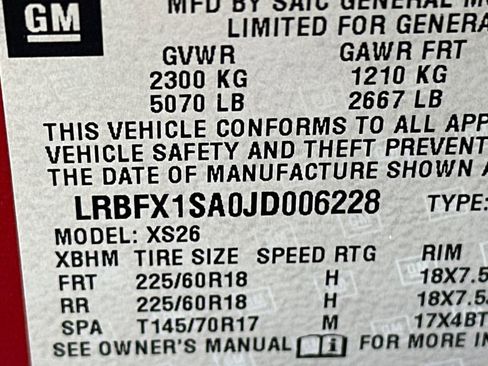 GM
MFD BY SAIC GENERAL
LIMITED FOR GENERA
GVWR GAWR FRT
2300 KG 1210 KG
5070 LB 2667 LB
THIS VEHICLE CONFORMS TO ALL APP
VEHICLE SAFETY AND THEFT PREVENT
THE DATE OF MANUFACTURE SHOWN A
LRBFX1SA0JD006228 TYPE:
MODEL: XS26
XBHM TIRE SIZE SPEED RTG RIM
FRT 225/60R18 H 18X7.5
RR 225/60R18 H 18X7.5
SPA T145/70R17 M 17X4BT
SEE OWNER'S MANUAL i FOR MORE IN